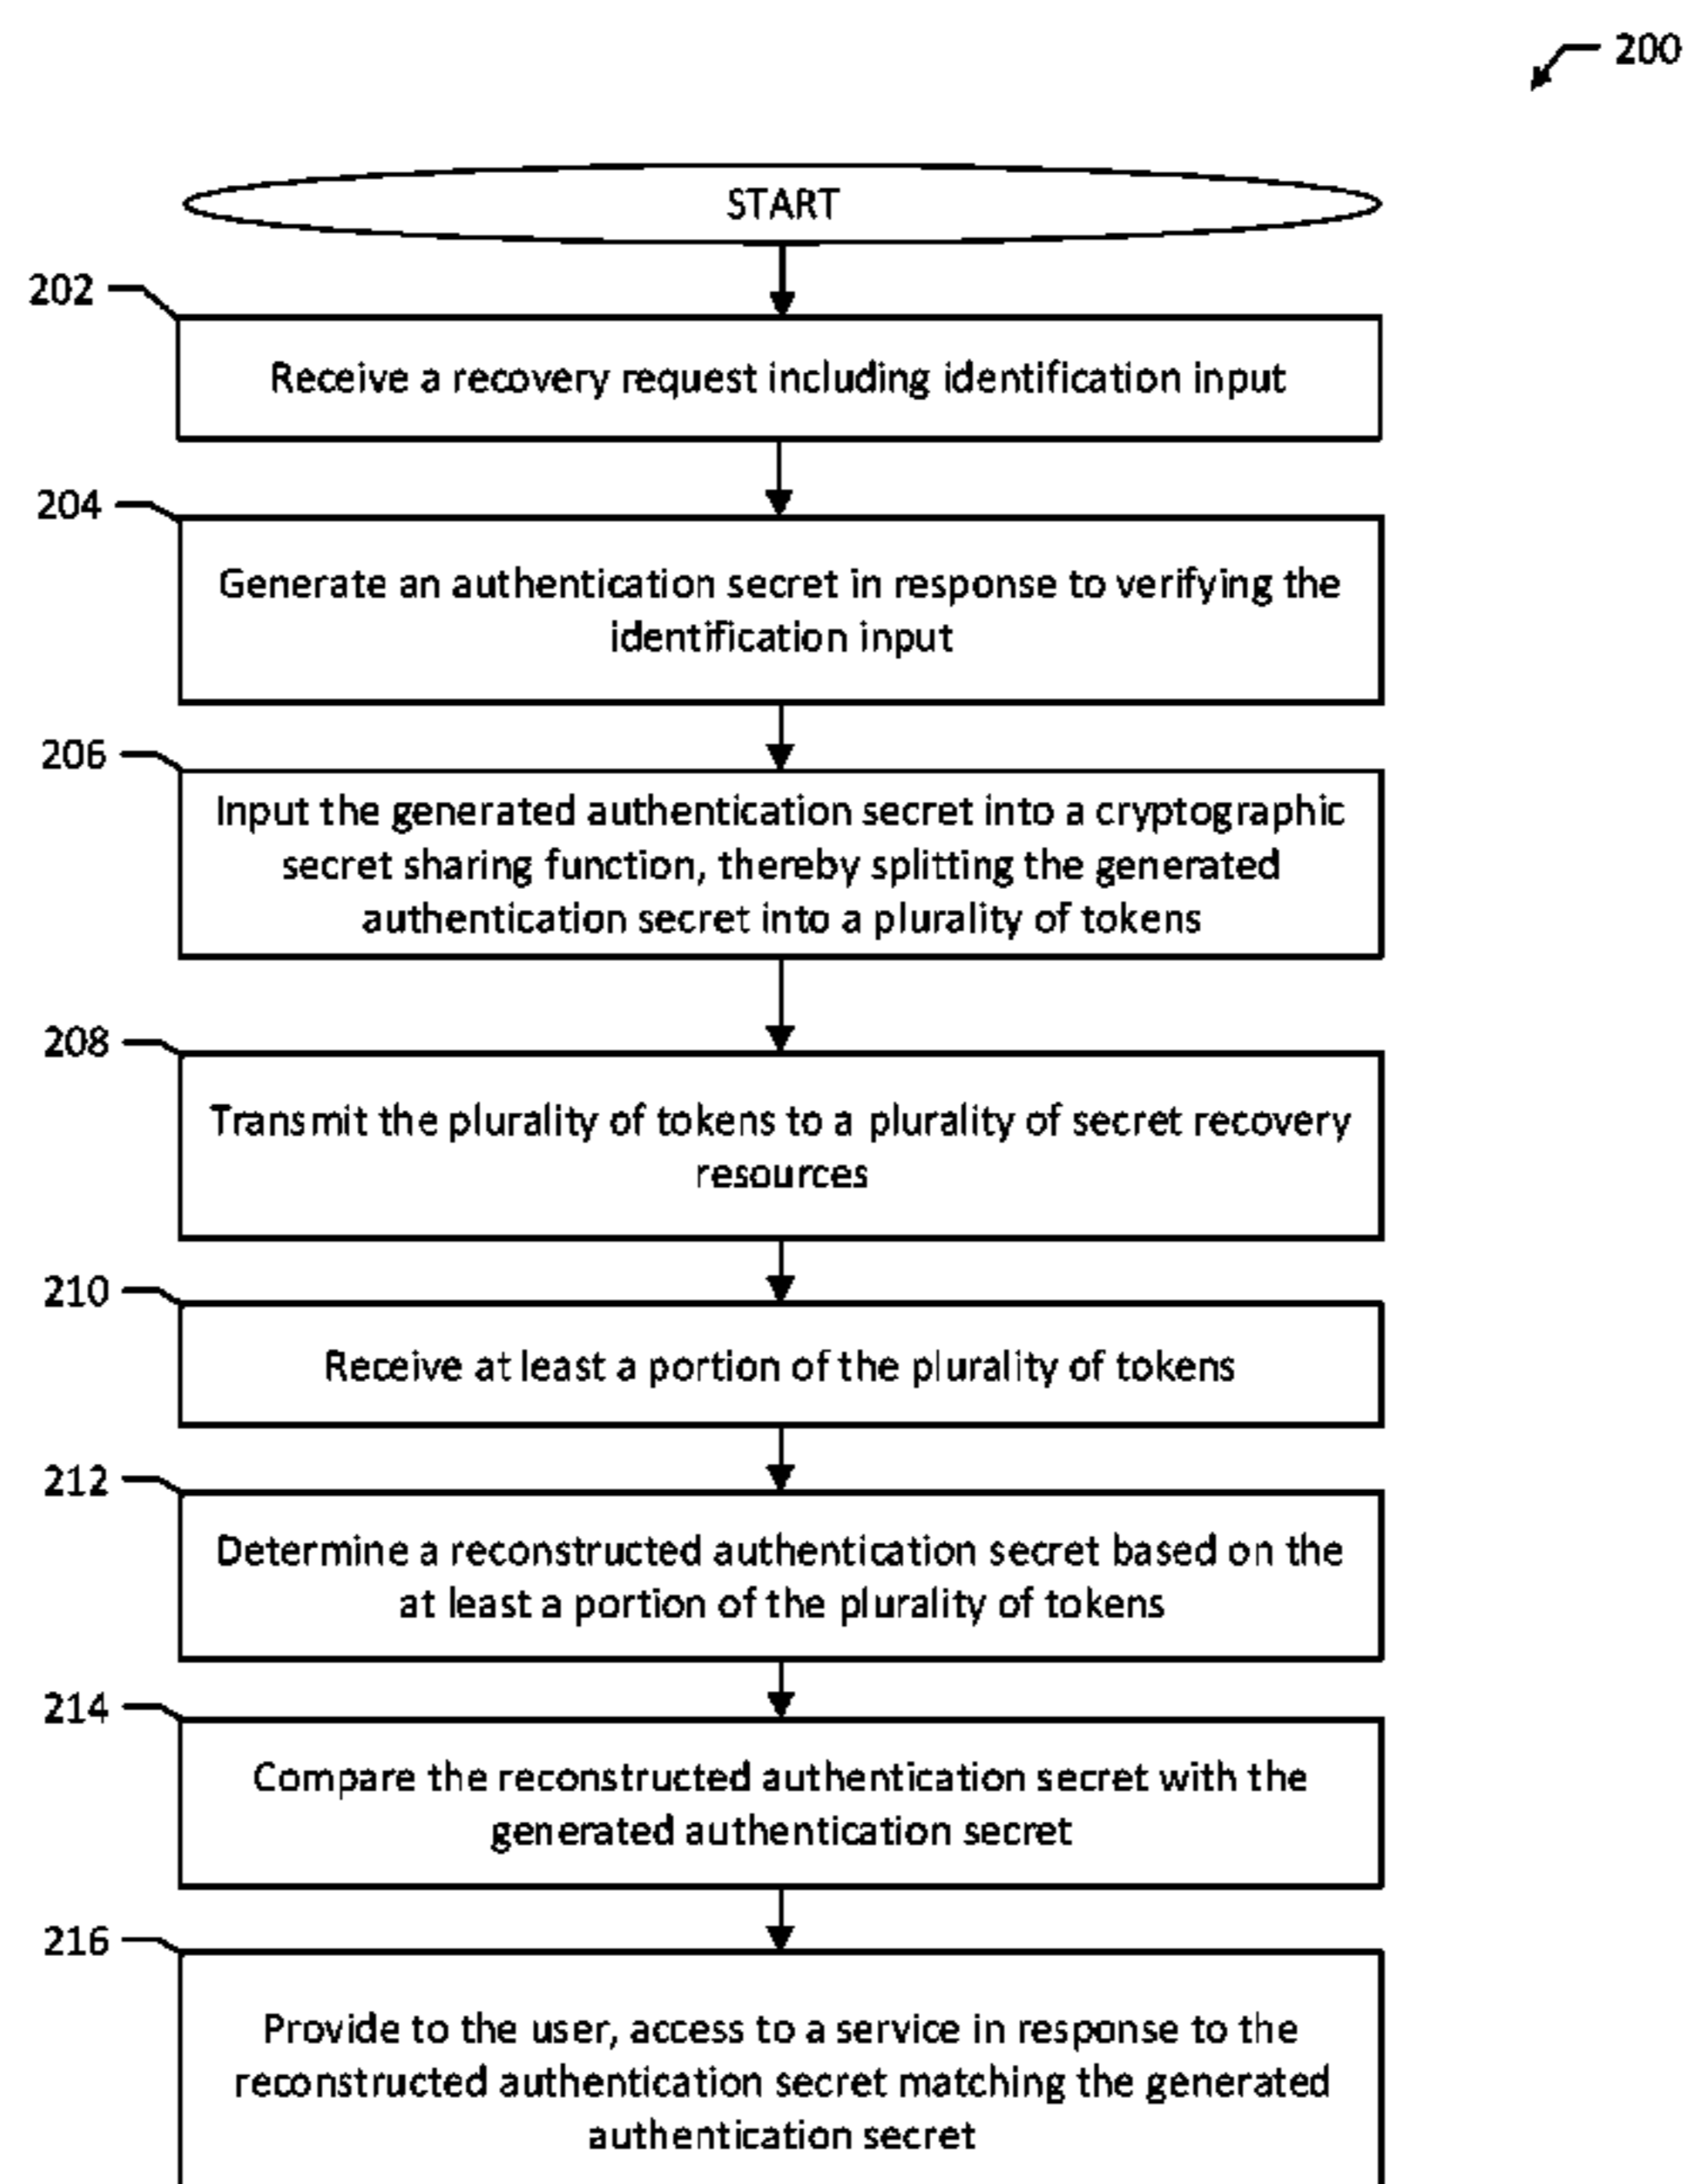 200
START
202
Receive a recovery request including identification input
204
Generate an authentication secret in response to verifying the
identification input
206
Input the generated authentication secret into a cryptographic
secret sharing function, thereby splitting the generated
authentication secret into a plurality of tokens
208
Transmit the plurality of tokens to a plurality of secret recovery
resources
210
Receive at least a portion of the plurality of tokens
212
Determine a reconstructed authentication secret based on the
at least a portion of the plurality of tokens
214
Compare the reconstructed authentication secret with the
generated authentication secret
216
Provide to the user, access to a service in response to the
reconstructed authentication secret matching the generated
authentication secret